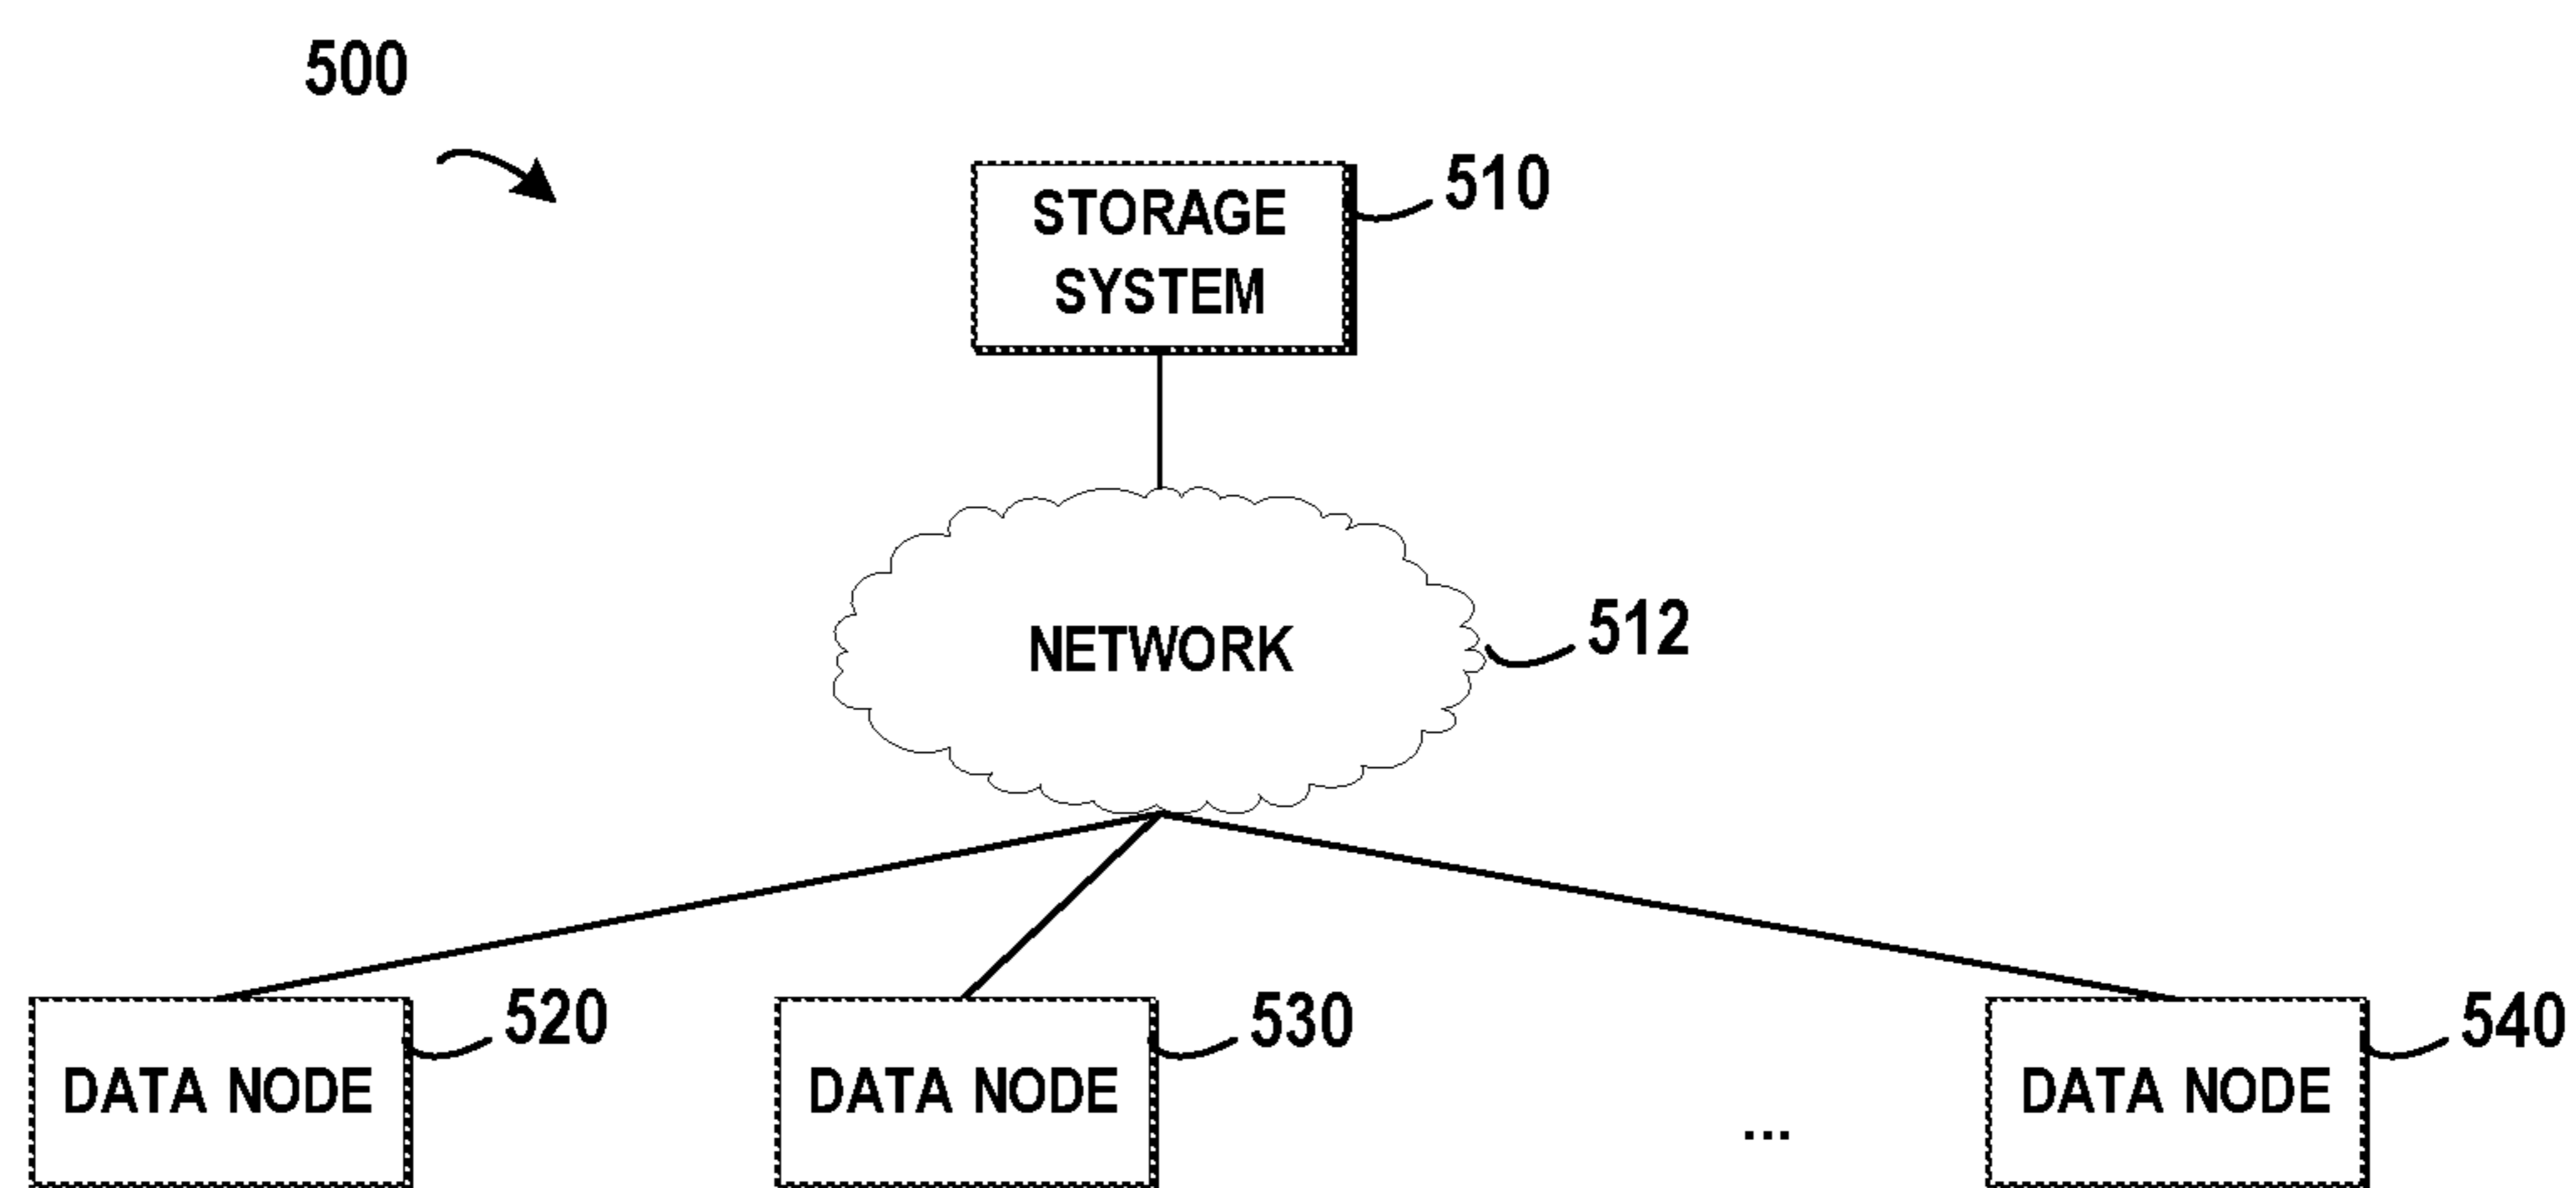 500
STORAGE
SYSTEM
510
NETWORK
512
DATA NODE
520
DATA NODE
530
...
DATA NODE
540